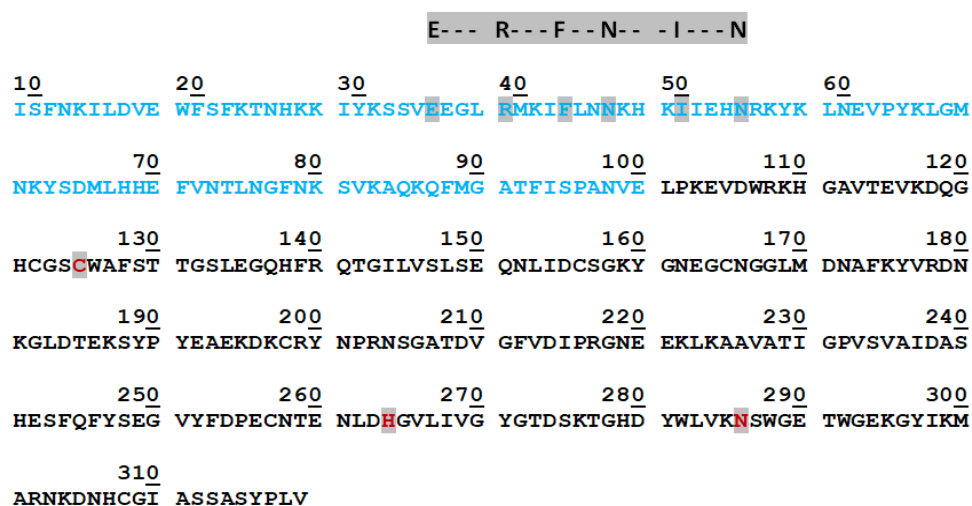 E--- R---F--N-- -I---N
10 20 30 40 50 60
ISFNKILDVE WFSFKTNHKK IYKSSVEEGL RMKIFLNNKH KIIEHNRKYK LNEVPYKLGM
70 80 90 100 110 120
NKYSDMLHHE FVNTLNGFNK SVKAQKQFMG ATFISPANVE LPKEVDWRKH GAVTEVKDQG
130 140 150 160 170 180
HCGSCWAFST TGSLEGQHFR QTGILVSLSE QNLIDCSGKY GNEGCNGGLM DNAFKYVRDN
190 200 210 220 230 240
KGLDTEKSYP YEAEKDKCRY NPRNSGATDV GFVDIPRGNE EKLKAAVATI GPVSVAIDAS
250 260 270 280 290 300
HESFQFYSEG VYFDPECNTE NLDHGVLIVG YGTDSKTGHD YWLVKNSWGE TWGEKGYIKM
310
ARNKDNHCGI ASSASYPLV